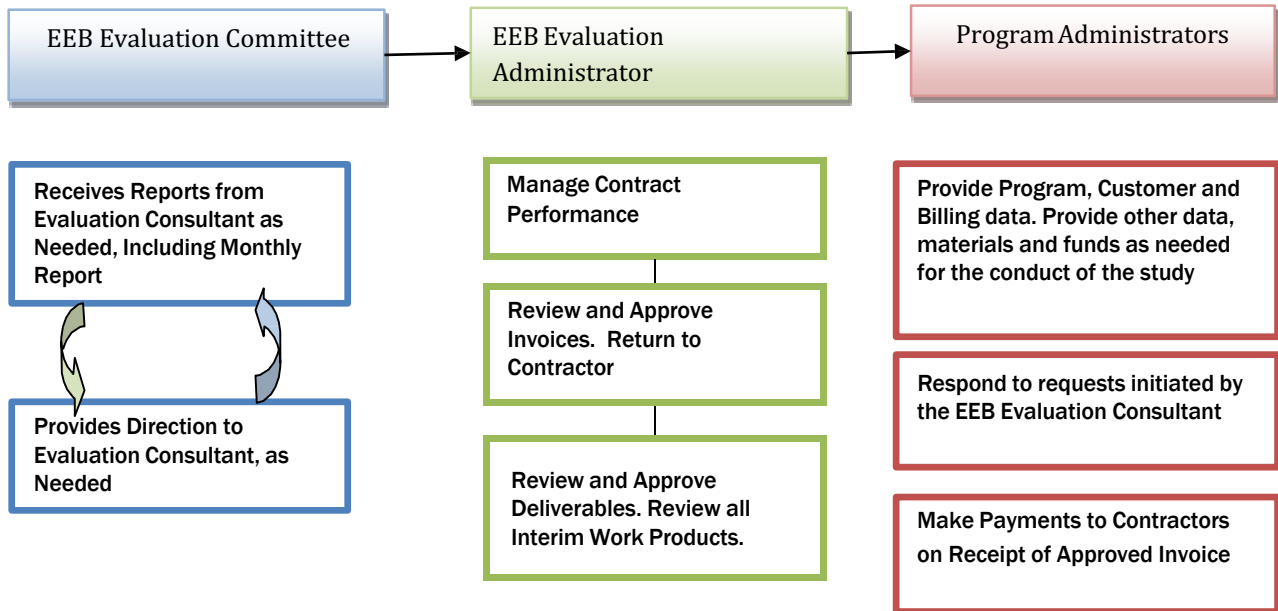 EEB Evaluation Committee
EEB Evaluation
Administrator
Program Administrators
Receives Reports from
Evaluation Consultant as
Needed, Including Monthly
Report
Provides Direction to
Evaluation Consultant, as
Needed
Manage Contract
Performance
Review and Approve
Invoices.  Return to
Contractor
Review and Approve
Deliverables. Review all
Interim Work Products.
Provide Program, Customer and
Billing data. Provide other data,
materials and funds as needed
for the conduct of the study
Respond to requests initiated by
the EEB Evaluation Consultant
Make Payments to Contractors
on Receipt of Approved Invoice